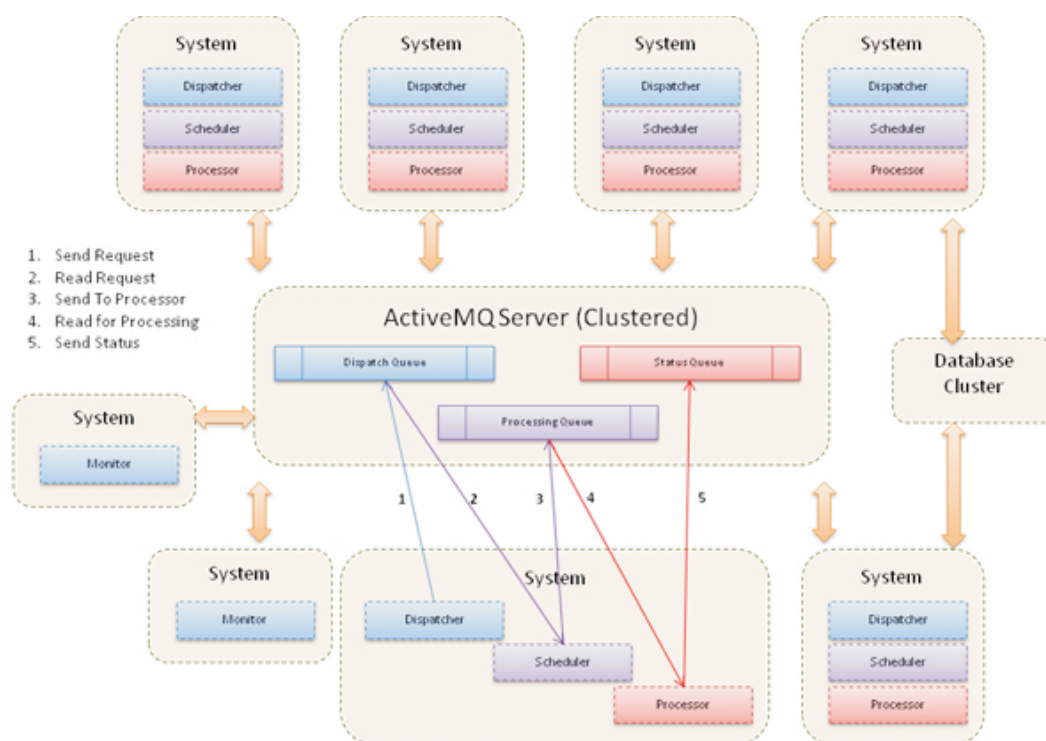 System
Dispatcher
Scheduler
Processor
System
Dispatcher
Scheduler
Processor
System
Dispatcher
Scheduler
Processor
System
Dispatcher
Scheduler
Processor
1. Send Request
2. Read Request
3. Send To Processor
4. Read for Processing
5. Send Status
ActiveMQ Server (Clustered)
Dispatch Queue
Status Queue
Processing Queue
Database
Cluster
System
Monitor
1
2
3
4
5
System
Monitor
System
Dispatcher
Scheduler
Processor
System
Dispatcher
Scheduler
Processor